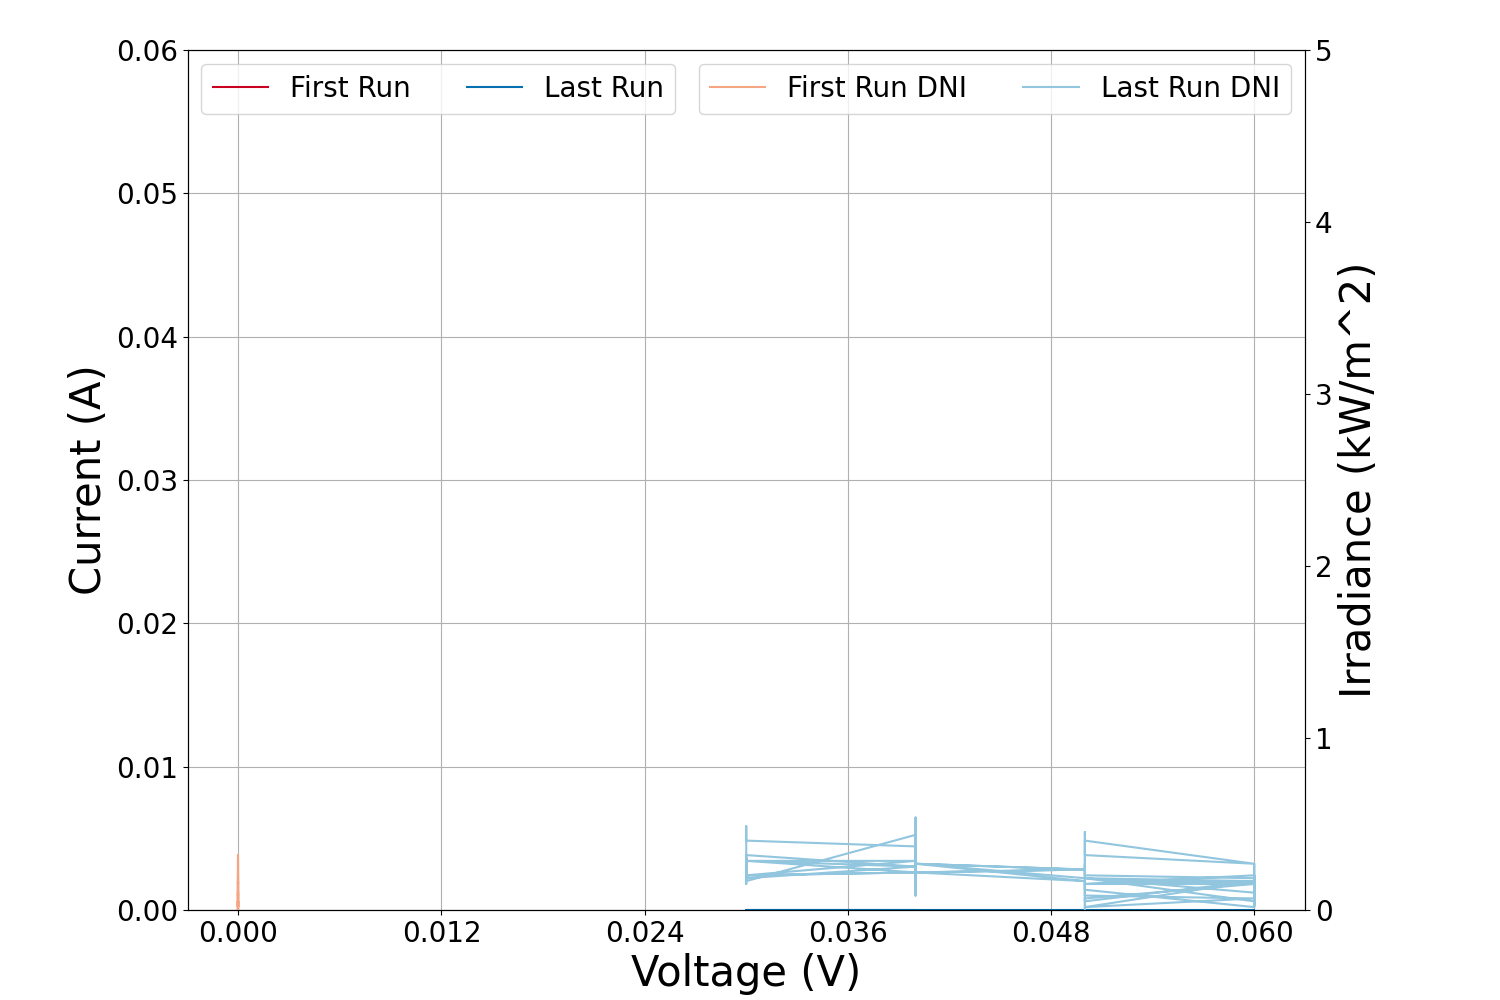 First Run
Last Run
First Run DNI
Last Run DNI
0.06
0.05
0.04
0.03
0.02
0.01
0.00
Current (A)
5
4
3
2
1
0
Irradiance (kW/m^2)
0.000
0.012
0.024
0.036
0.048
0.060
Voltage (V)